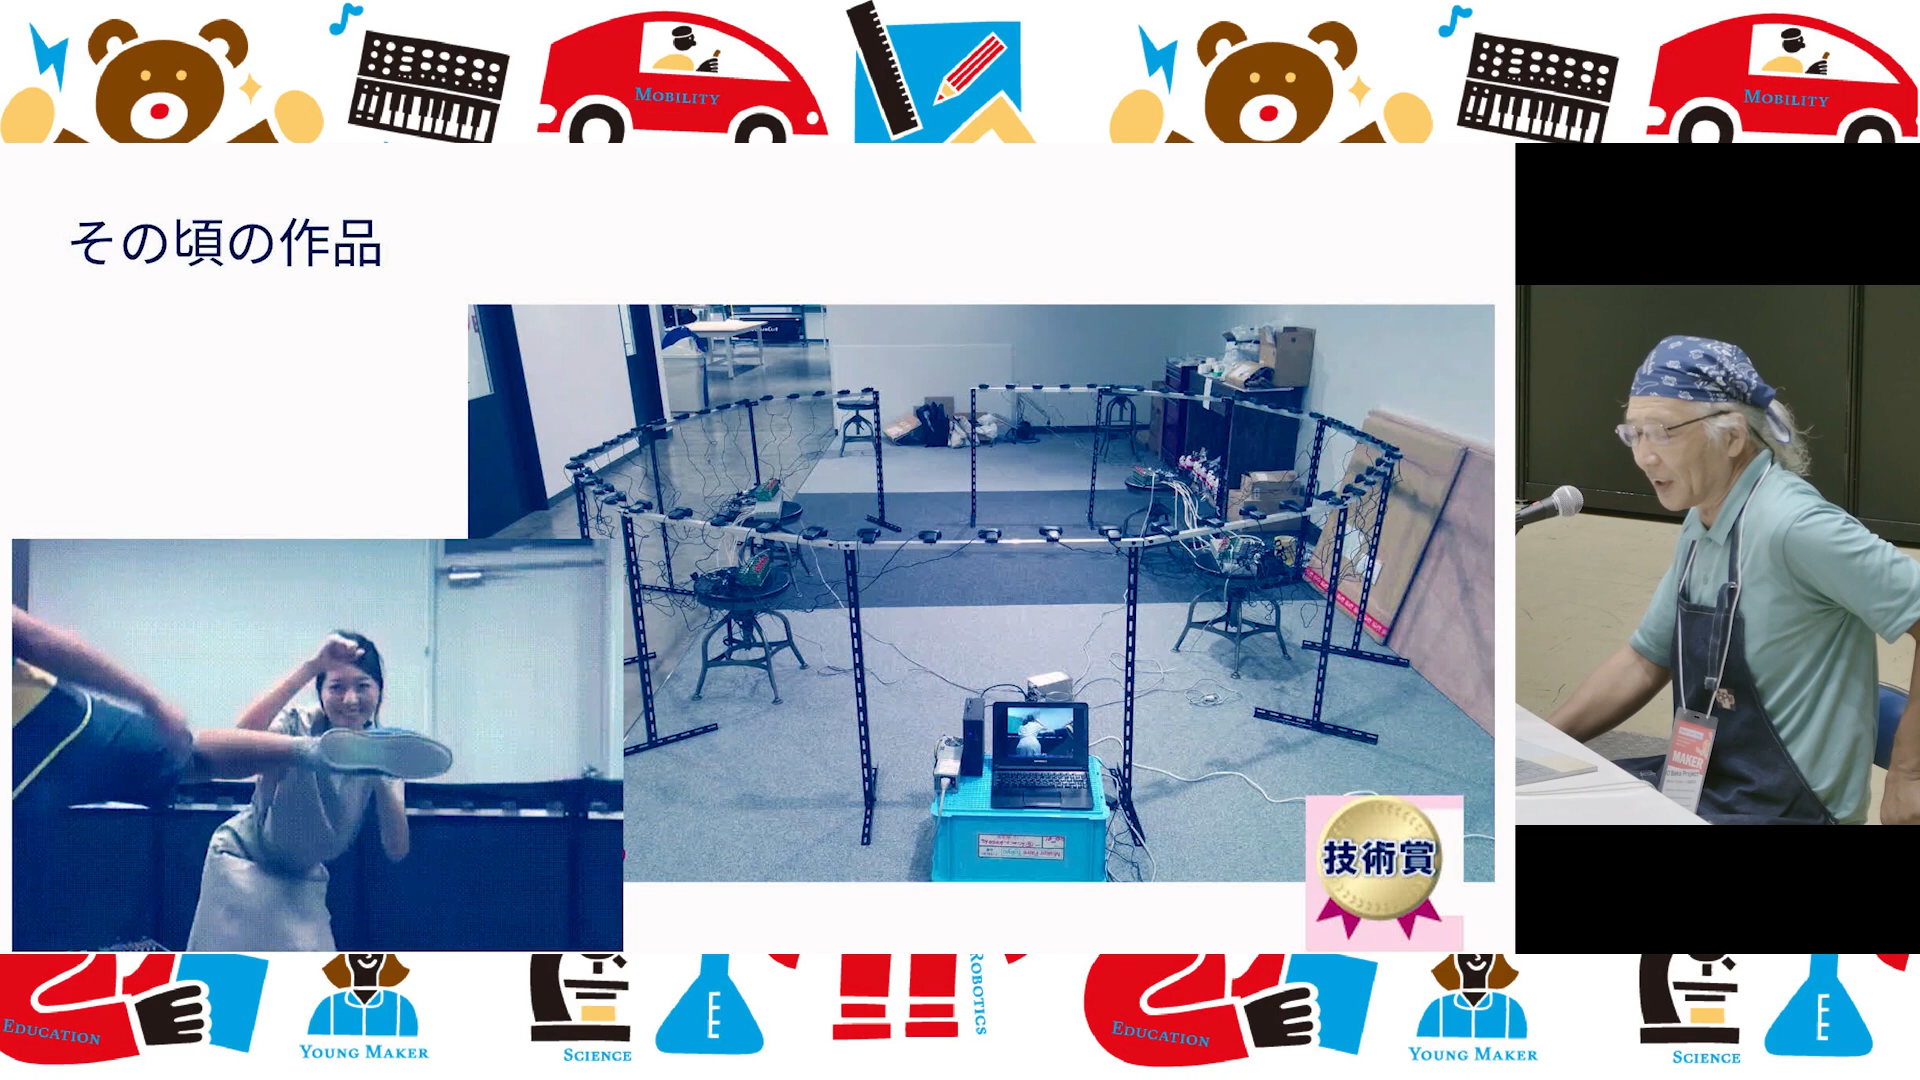 MOBILITY
MOBILITY
その頃の作品
技術賞
MAKER
EDUCATION
YOUNG MAKER
SCIENCE
E
ROBOTICS
EDUCATION
YOUNG MAKER
SCIENCE
E